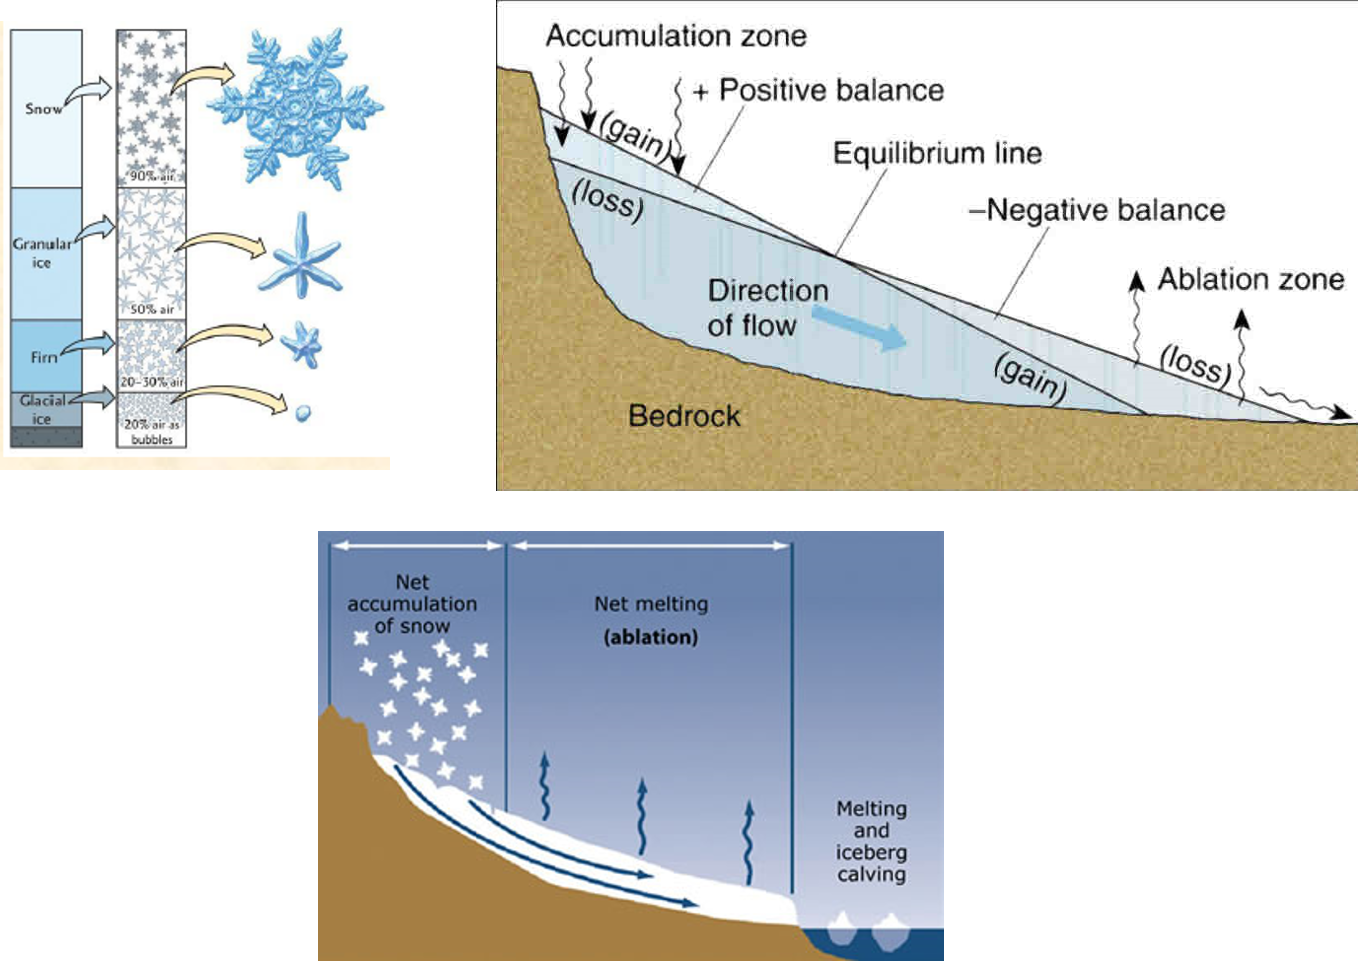 Snow
90% air
Granular
ice
50% air
Firn
20–30% air
Glacial
ice
20% air as
bubbles
Accumulation zone
+ Positive balance
(gain)
Equilibrium line
(loss)
–Negative balance
Ablation zone
Direction
of flow
(loss)
(gain)
Bedrock
Net
accumulation
of snow
Net melting
(ablation)
Melting
and
iceberg
calving